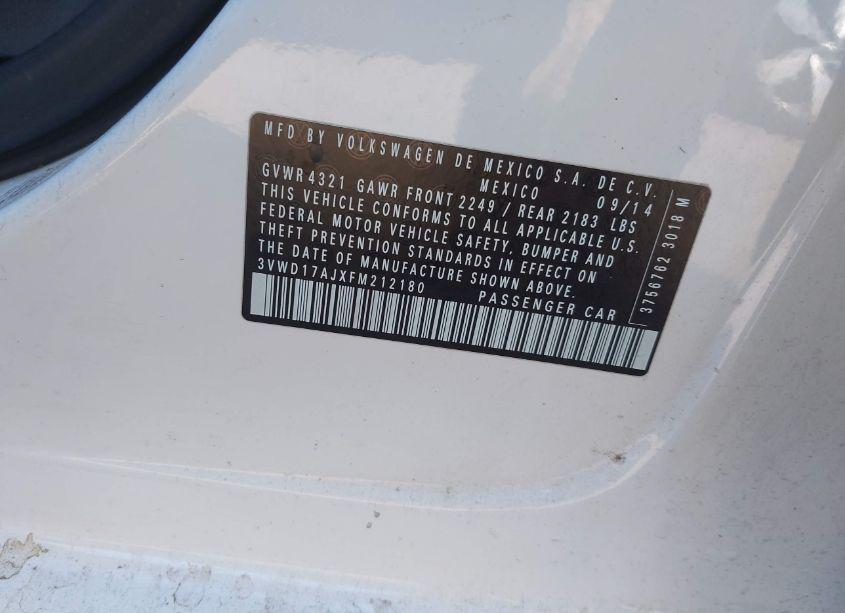 MFD BY VOLKSWAGEN DE MEXICO S.A. DE C.V.
MEXICO 09/14
GVWR 4321 GAWR FRONT 2249 / REAR 2183 LBS
THIS VEHICLE CONFORMS TO ALL APPLICABLE U.S.
FEDERAL MOTOR VEHICLE SAFETY, BUMPER AND
THEFT PREVENTION STANDARDS IN EFFECT ON
THE DATE OF MANUFACTURE SHOWN ABOVE.
3VWD17AJXFM212180 PASSENGER CAR
3756762 3018 M